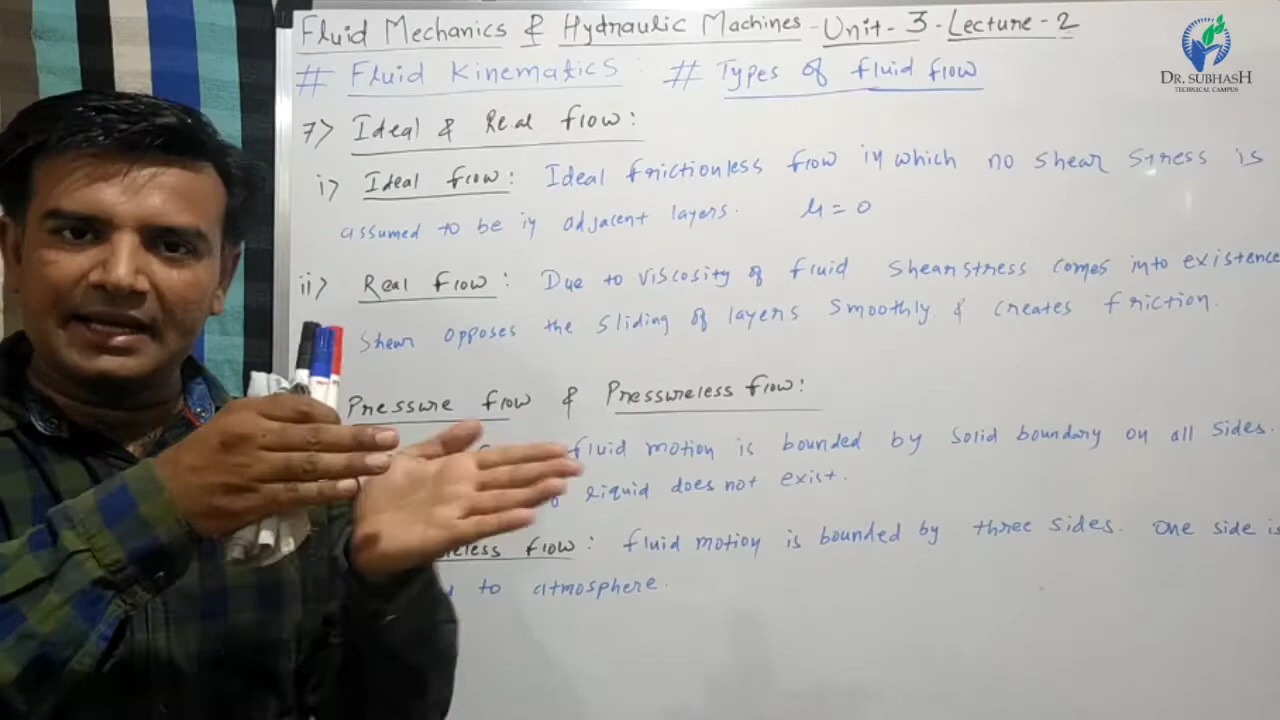 Fluid Mechanics & Hydraulic Machines - Unit - 3 - Lecture - 2
DR. SUBHASH
TECHNICAL CAMPUS
# Fluid Kinematics : # Types of fluid flow
7> Ideal & Real flow :
i> Ideal flow : Ideal frictionless flow in which no shear stress is
assumed to be in adjacent layers. μ = 0
ii> Real flow : Due to viscosity of fluid shear stress comes into existence
Shear opposes the sliding of layers smoothly & creates friction.
Pressure flow & Pressureless flow :
fluid motion is bounded by solid boundary on all sides.
liquid does not exist.
flow : fluid motion is bounded by three sides. One side is
to atmosphere.